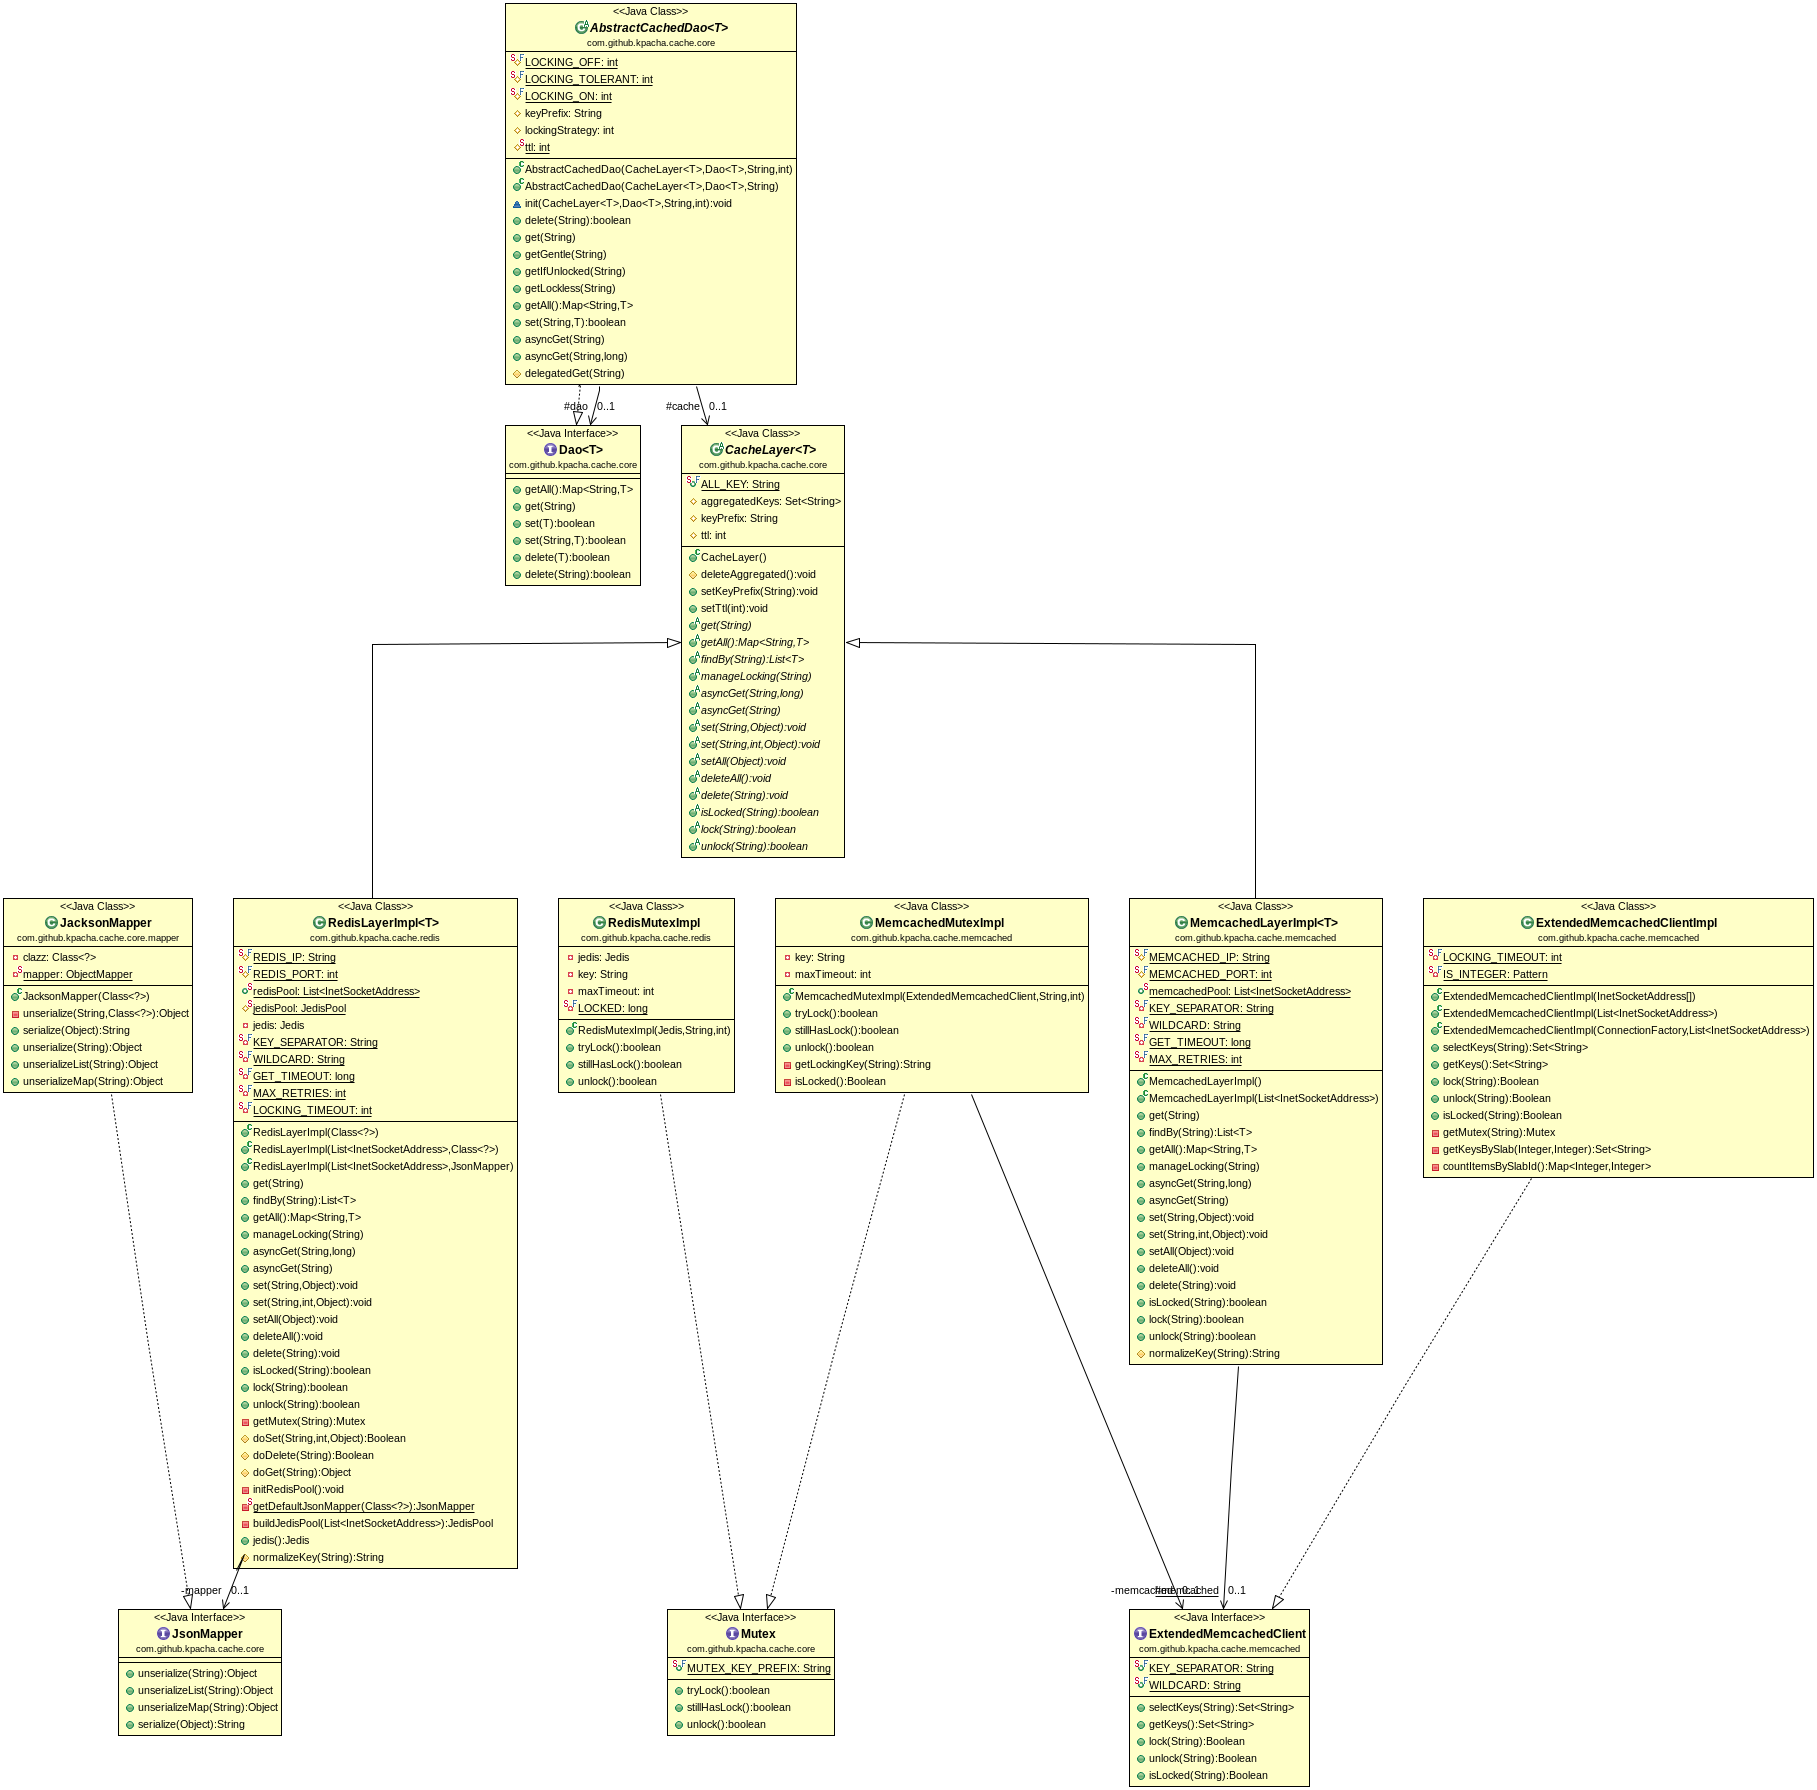 <<Java Class>>
AbstractCachedDao<T>
com.github.kpacha.cache.core
LOCKING_OFF: int
LOCKING_TOLERANT: int
LOCKING_ON: int
keyPrefix: String
lockingStrategy: int
ttl: int
AbstractCachedDao(CacheLayer<T>,Dao<T>,String,int)
AbstractCachedDao(CacheLayer<T>,Dao<T>,String)
init(CacheLayer<T>,Dao<T>,String,int):void
delete(String):boolean
get(String)
getGentle(String)
getIfUnlocked(String)
getLockless(String)
getAll():Map<String,T>
set(String,T):boolean
asyncGet(String)
asyncGet(String,long)
delegatedGet(String)
#dao 0..1
#cache 0..1
<<Java Interface>>
Dao<T>
com.github.kpacha.cache.core
getAll():Map<String,T>
get(String)
set(T):boolean
set(String,T):boolean
delete(T):boolean
delete(String):boolean
<<Java Class>>
CacheLayer<T>
com.github.kpacha.cache.core
ALL_KEY: String
aggregatedKeys: Set<String>
keyPrefix: String
ttl: int
CacheLayer()
deleteAggregated():void
setKeyPrefix(String):void
setTtl(int):void
get(String)
getAll():Map<String,T>
findBy(String):List<T>
manageLocking(String)
asyncGet(String,long)
asyncGet(String)
set(String,Object):void
set(String,int,Object):void
setAll(Object):void
deleteAll():void
delete(String):void
isLocked(String):boolean
lock(String):boolean
unlock(String):boolean
<<Java Class>>
JacksonMapper
com.github.kpacha.cache.core.mapper
clazz: Class<?>
mapper: ObjectMapper
JacksonMapper(Class<?>)
unserialize(String,Class<?>):Object
serialize(Object):String
unserialize(String):Object
unserializeList(String):Object
unserializeMap(String):Object
<<Java Class>>
RedisLayerImpl<T>
com.github.kpacha.cache.redis
REDIS_IP: String
REDIS_PORT: int
redisPool: List<InetSocketAddress>
jedisPool: JedisPool
jedis: Jedis
KEY_SEPARATOR: String
WILDCARD: String
GET_TIMEOUT: long
MAX_RETRIES: int
LOCKING_TIMEOUT: int
RedisLayerImpl(Class<?>)
RedisLayerImpl(List<InetSocketAddress>,Class<?>)
RedisLayerImpl(List<InetSocketAddress>,JsonMapper)
get(String)
findBy(String):List<T>
getAll():Map<String,T>
manageLocking(String)
asyncGet(String,long)
asyncGet(String)
set(String,Object):void
set(String,int,Object):void
setAll(Object):void
deleteAll():void
delete(String):void
isLocked(String):boolean
lock(String):boolean
unlock(String):boolean
getMutex(String):Mutex
doSet(String,int,Object):Boolean
doDelete(String):Boolean
doGet(String):Object
initRedisPool():void
getDefaultJsonMapper(Class<?>):JsonMapper
buildJedisPool(List<InetSocketAddress>):JedisPool
jedis():Jedis
normalizeKey(String):String
<<Java Class>>
RedisMutexImpl
com.github.kpacha.cache.redis
jedis: Jedis
key: String
maxTimeout: int
LOCKED: long
RedisMutexImpl(Jedis,String,int)
tryLock():boolean
stillHasLock():boolean
unlock():boolean
<<Java Class>>
MemcachedMutexImpl
com.github.kpacha.cache.memcached
key: String
maxTimeout: int
MemcachedMutexImpl(ExtendedMemcachedClient,String,int)
tryLock():boolean
stillHasLock():boolean
unlock():boolean
getLockingKey(String):String
isLocked():Boolean
<<Java Class>>
MemcachedLayerImpl<T>
com.github.kpacha.cache.memcached
MEMCACHED_IP: String
MEMCACHED_PORT: int
memcachedPool: List<InetSocketAddress>
KEY_SEPARATOR: String
WILDCARD: String
GET_TIMEOUT: long
MAX_RETRIES: int
MemcachedLayerImpl()
MemcachedLayerImpl(List<InetSocketAddress>)
get(String)
findBy(String):List<T>
getAll():Map<String,T>
manageLocking(String)
asyncGet(String,long)
asyncGet(String)
set(String,Object):void
set(String,int,Object):void
setAll(Object):void
deleteAll():void
delete(String):void
isLocked(String):boolean
lock(String):boolean
unlock(String):boolean
normalizeKey(String):String
<<Java Class>>
ExtendedMemcachedClientImpl
com.github.kpacha.cache.memcached
LOCKING_TIMEOUT: int
IS_INTEGER: Pattern
ExtendedMemcachedClientImpl(InetSocketAddress[])
ExtendedMemcachedClientImpl(List<InetSocketAddress>)
ExtendedMemcachedClientImpl(ConnectionFactory,List<InetSocketAddress>)
selectKeys(String):Set<String>
getKeys():Set<String>
lock(String):Boolean
unlock(String):Boolean
isLocked(String):Boolean
getMutex(String):Mutex
getKeysBySlab(Integer,Integer):Set<String>
countItemsBySlabId():Map<Integer,Integer>
-mapper 0..1
-memcached 0..1
#memcached 0..1
<<Java Interface>>
JsonMapper
com.github.kpacha.cache.core
unserialize(String):Object
unserializeList(String):Object
unserializeMap(String):Object
serialize(Object):String
<<Java Interface>>
Mutex
com.github.kpacha.cache.core
MUTEX_KEY_PREFIX: String
tryLock():boolean
stillHasLock():boolean
unlock():boolean
<<Java Interface>>
ExtendedMemcachedClient
com.github.kpacha.cache.memcached
KEY_SEPARATOR: String
WILDCARD: String
selectKeys(String):Set<String>
getKeys():Set<String>
lock(String):Boolean
unlock(String):Boolean
isLocked(String):Boolean